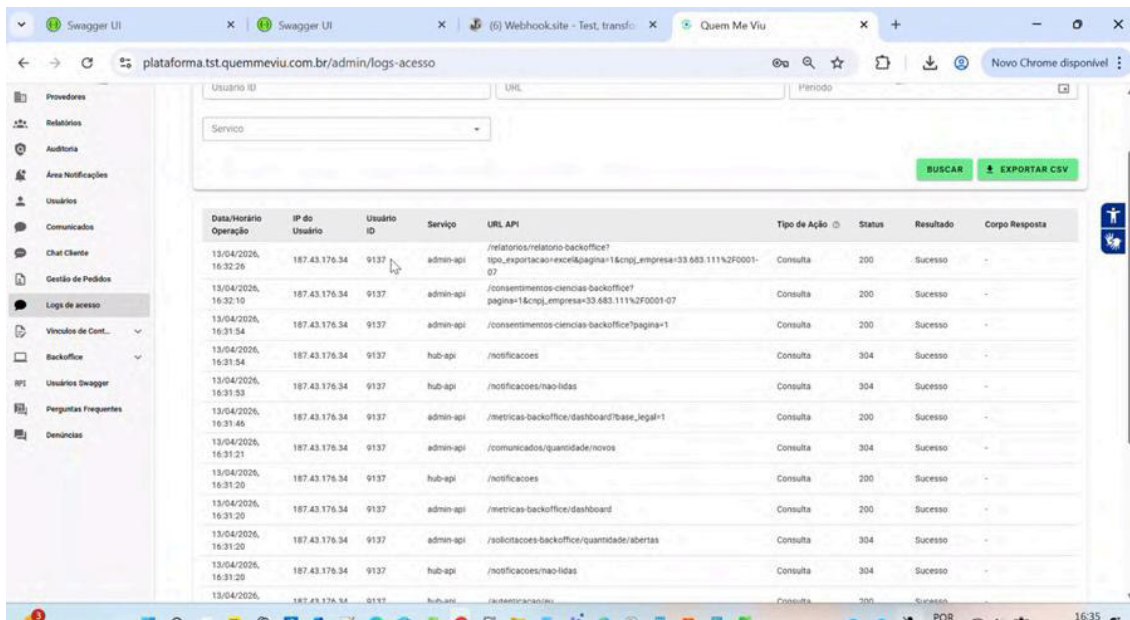 Swagger UI
Swagger UI
(6) Webhook.site - Test, transfo
Quem Me Viu
plataforma.tst.quemmeviu.com.br/admin/logs-acesso
Novo Chrome disponível
Provedores
Relatórios
Auditoria
Área Notificações
Usuários
Comunicados
Chat Cliente
Gestão de Pedidos
Logs de acesso
Vínculos de Cont...
Backoffice
API Usuários Swagger
Perguntas Frequentes
Denúncias
Usuário ID URL Período
Serviço
BUSCAR EXPORTAR CSV
Data/Horário Operação IP do Usuário Usuário ID Serviço URL API Tipo de Ação Status Resultado Corpo Resposta
13/04/2026, 16:32:26 187.43.176.34 9137 admin-api /relatorios/relatorio-backoffice?tipo_exportacao=excel&pagina=1&cnpj_empresa=33.683.111%2F0001-07 Consulta 200 Sucesso -
13/04/2026, 16:32:10 187.43.176.34 9137 admin-api /consentimentos-ciencias-backoffice?pagina=1&cnpj_empresa=33.683.111%2F0001-07 Consulta 200 Sucesso -
13/04/2026, 16:31:54 187.43.176.34 9137 admin-api /consentimentos-ciencias-backoffice?pagina=1 Consulta 200 Sucesso -
13/04/2026, 16:31:54 187.43.176.34 9137 hub-api /notificacoes Consulta 304 Sucesso -
13/04/2026, 16:31:53 187.43.176.34 9137 hub-api /notificacoes/nao-lidas Consulta 304 Sucesso -
13/04/2026, 16:31:46 187.43.176.34 9137 admin-api /metricas-backoffice/dashboard?base_legal=1 Consulta 200 Sucesso -
13/04/2026, 16:31:21 187.43.176.34 9137 admin-api /comunicados/quantidade/novos Consulta 304 Sucesso -
13/04/2026, 16:31:20 187.43.176.34 9137 hub-api /notificacoes Consulta 200 Sucesso -
13/04/2026, 16:31:20 187.43.176.34 9137 admin-api /metricas-backoffice/dashboard Consulta 200 Sucesso -
13/04/2026, 16:31:20 187.43.176.34 9137 admin-api /solicitacoes-backoffice/quantidade/abertas Consulta 304 Sucesso -
13/04/2026, 16:31:20 187.43.176.34 9137 hub-api /notificacoes/nao-lidas Consulta 304 Sucesso -
13/04/2026, 187.43.176.34 9137 hub-api /autenticacao/eu Consulta 200 Sucesso
3
POR
16:35